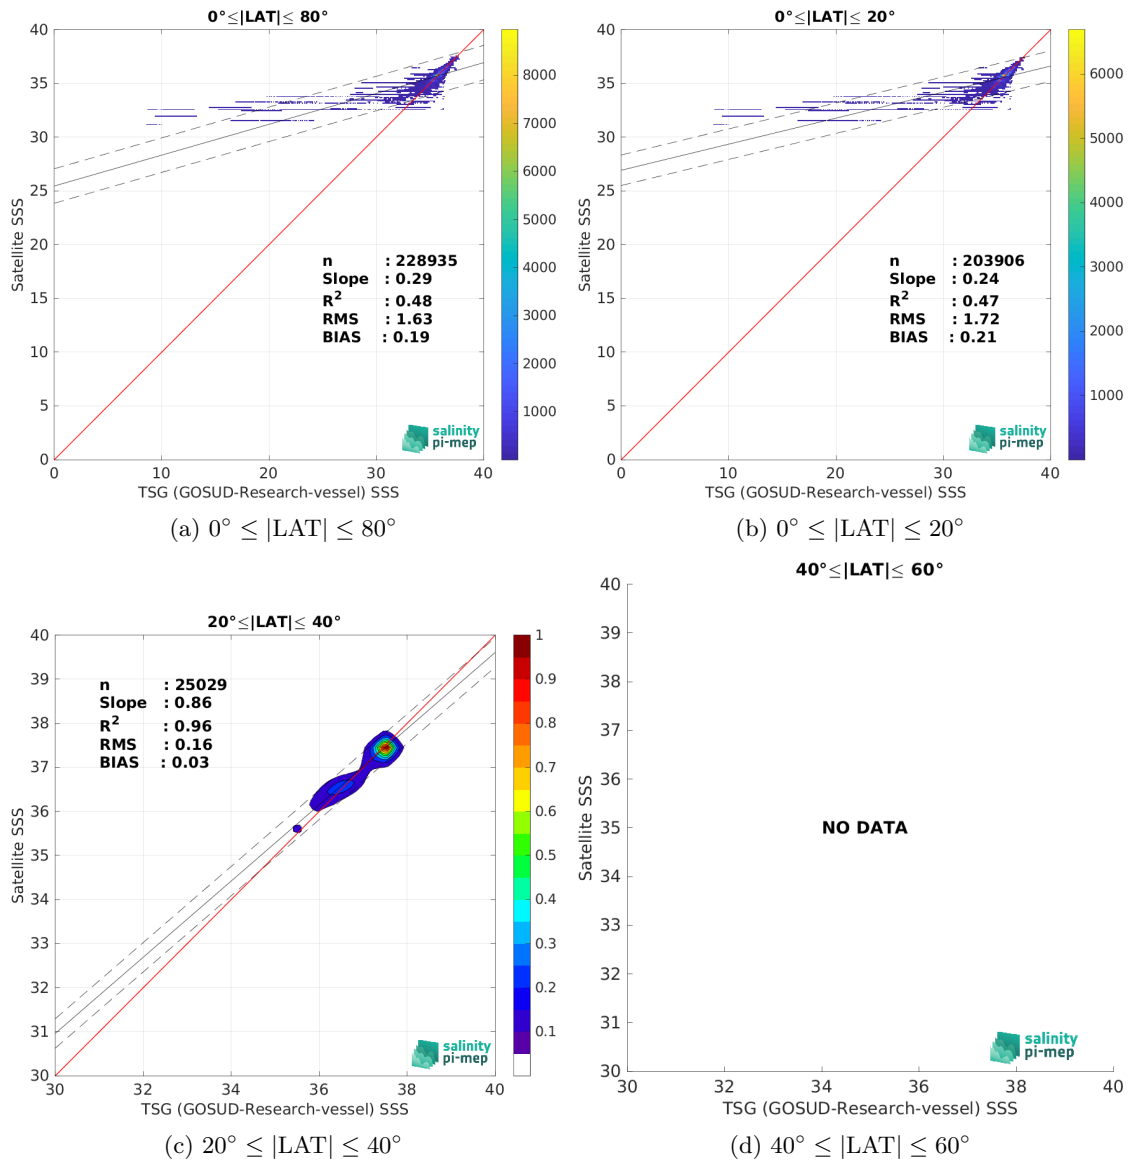 0°≤|LAT|≤ 80°
40
35
30
25
20
15
10
5
0
Satellite SSS
n : 228935
Slope : 0.29
R² : 0.48
RMS : 1.63
BIAS : 0.19
salinity
pi-mep
0 10 20 30 40
TSG (GOSUD-Research-vessel) SSS
8000
7000
6000
5000
4000
3000
2000
1000
(a) 0° ≤ |LAT| ≤ 80°
0°≤|LAT|≤ 20°
40
35
30
25
20
15
10
5
0
Satellite SSS
n : 203906
Slope : 0.24
R² : 0.47
RMS : 1.72
BIAS : 0.21
salinity
pi-mep
0 10 20 30 40
TSG (GOSUD-Research-vessel) SSS
6000
5000
4000
3000
2000
1000
(b) 0° ≤ |LAT| ≤ 20°
20°≤|LAT|≤ 40°
40
39
38
37
36
35
34
33
32
31
30
Satellite SSS
n : 25029
Slope : 0.86
R² : 0.96
RMS : 0.16
BIAS : 0.03
salinity
pi-mep
30 32 34 36 38 40
TSG (GOSUD-Research-vessel) SSS
1
0.9
0.8
0.7
0.6
0.5
0.4
0.3
0.2
0.1
(c) 20° ≤ |LAT| ≤ 40°
40°≤|LAT|≤ 60°
40
39
38
37
36
35
34
33
32
31
30
Satellite SSS
NO DATA
salinity
pi-mep
30 32 34 36 38 40
TSG (GOSUD-Research-vessel) SSS
(d) 40° ≤ |LAT| ≤ 60°